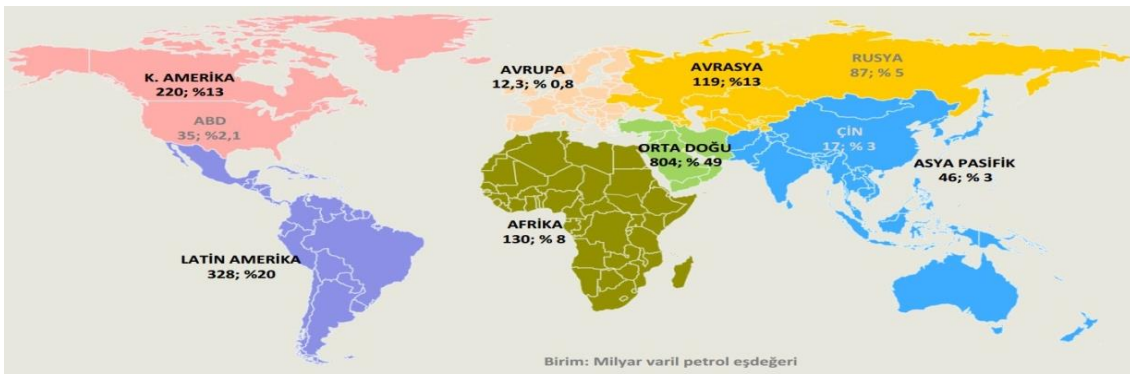 K. AMERİKA
220; %13
ABD
35; %2,1
LATİN AMERİKA
328; %20
AVRUPA
12,3; % 0,8
AFRİKA
130; % 8
AVRASYA
119; %13
RUSYA
87; % 5
ORTA DOĞU
804; % 49
ÇİN
17; % 3
ASYA PASİFİK
46; % 3
Birim: Milyar varil petrol eşdeğeri